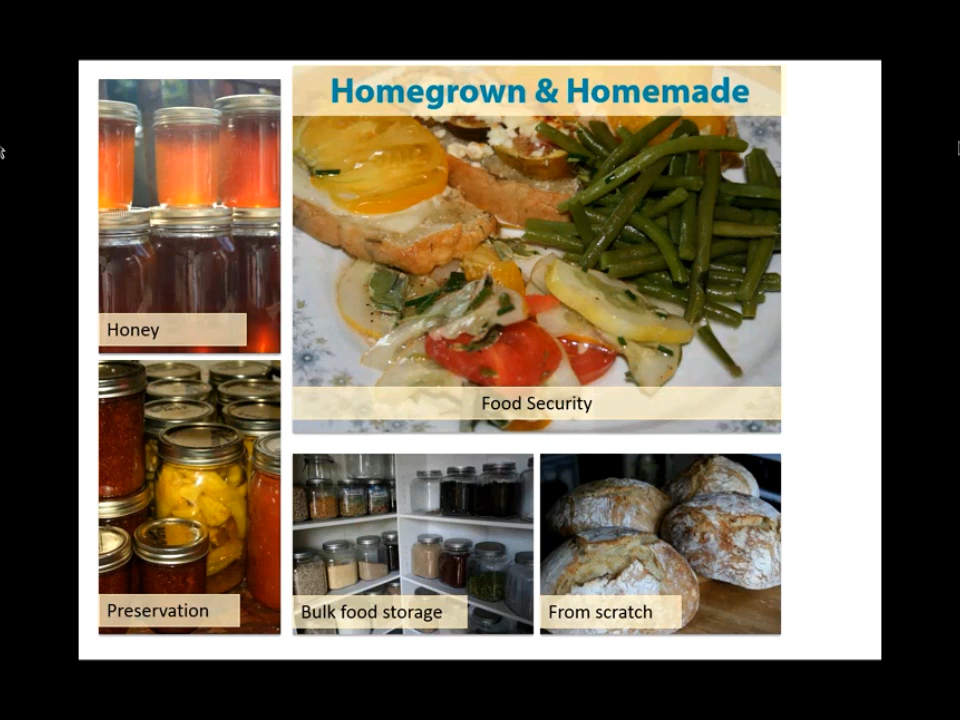 Homegrown & Homemade
Honey
Food Security
Preservation
Bulk food storage
From scratch